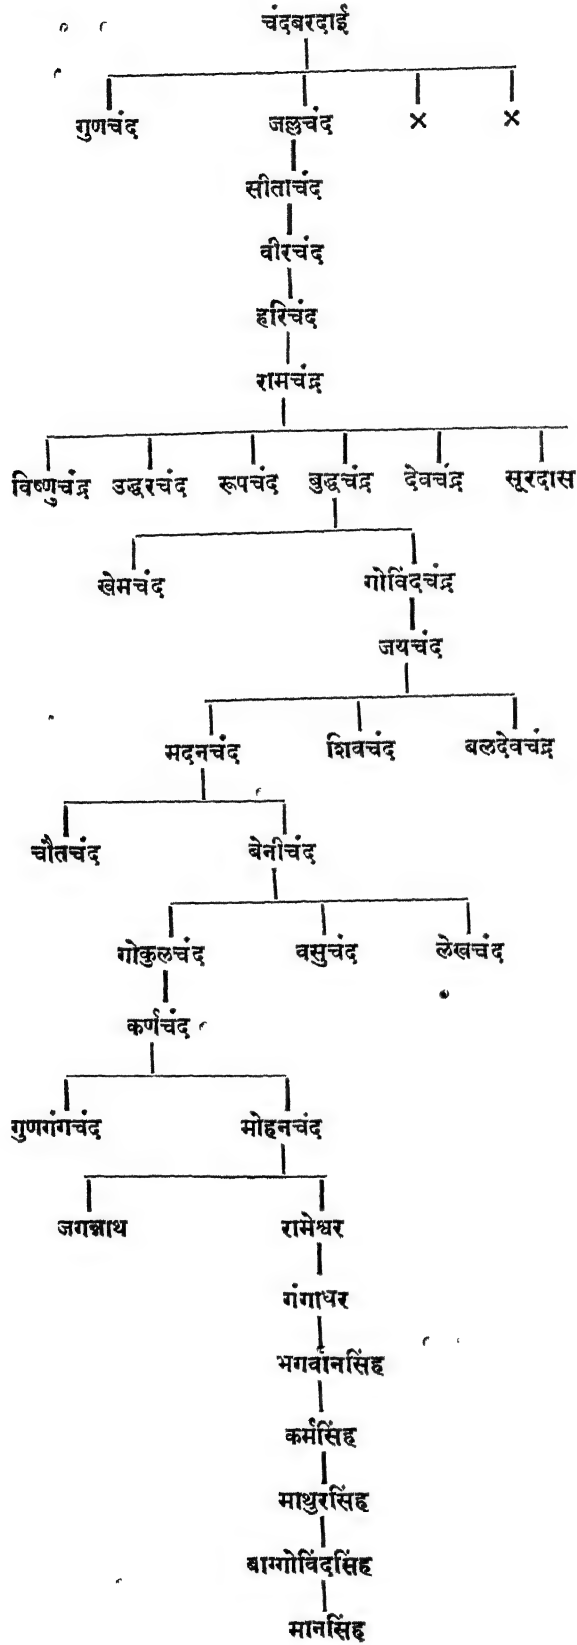 चंदबरदाई
गुणचंद जल्लचंद × ×
सीताचंद
वीरचंद
हरिचंद
रामचंद्र
विष्णुचंद्र उद्धरचंद रूपचंद बुद्धचंद्र देवचंद्र सूरदास
खेमचंद गोविंदचंद्र
जयचंद
मदनचंद शिवचंद बलदेवचंद्र
चौतचंद बेनीचंद
गोकुलचंद वसुचंद लेखचंद
कर्णचंद
गुणगंगचंद मोहनचंद
जगन्नाथ रामेश्वर
गंगाधर
भगवानसिंह
कर्मसिंह
माथुरसिंह
बाग्गोविंदसिंह
मानसिंह